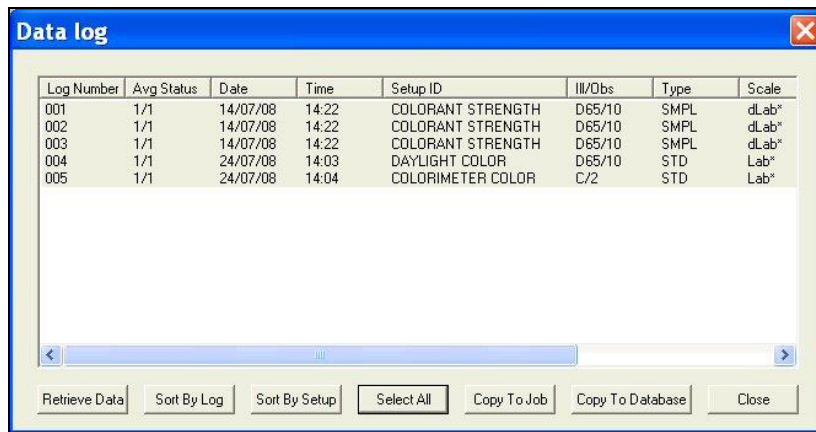 Data log
Log Number Avg Status Date Time Setup ID Ill/Obs Type Scale
001 1/1 14/07/08 14:22 COLORANT STRENGTH D65/10 SMPL dLab*
002 1/1 14/07/08 14:22 COLORANT STRENGTH D65/10 SMPL dLab*
003 1/1 14/07/08 14:22 COLORANT STRENGTH D65/10 SMPL dLab*
004 1/1 24/07/08 14:03 DAYLIGHT COLOR D65/10 STD Lab*
005 1/1 24/07/08 14:04 COLORIMETER COLOR C/2 STD Lab*
Retrieve Data Sort By Log Sort By Setup Select All Copy To Job Copy To Database Close